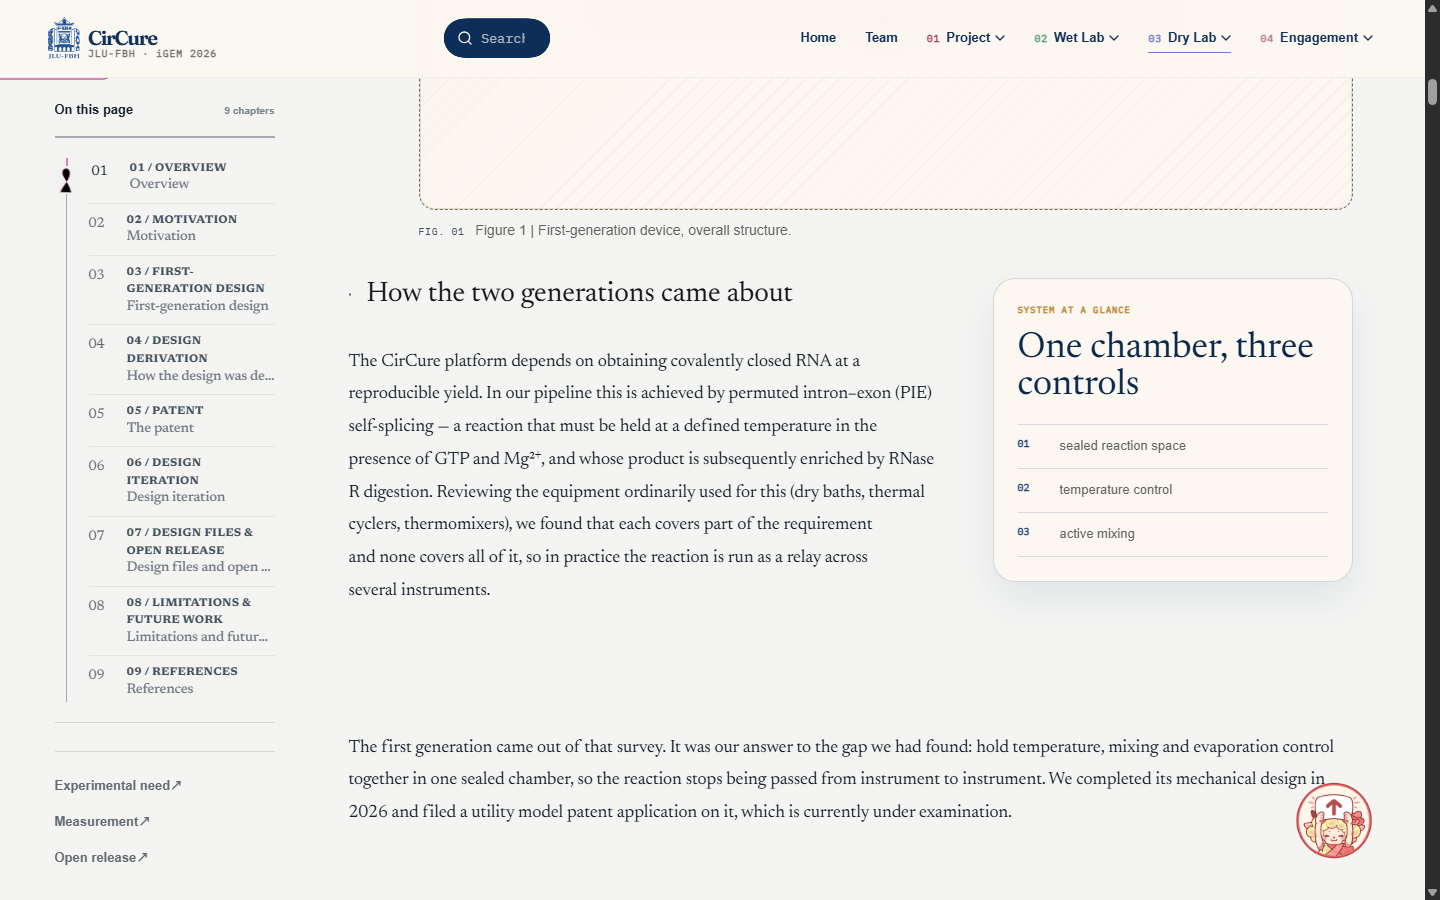 CirCure
JLU-FBH · iGEM 2026
JLU-FBH
Search
Home
Team
01 Project
02 Wet Lab
03 Dry Lab
04 Engagement
On this page
9 chapters
01
01 / OVERVIEW
Overview
02
02 / MOTIVATION
Motivation
03
03 / FIRST-
GENERATION DESIGN
First-generation design
04
04 / DESIGN
DERIVATION
How the design was de...
05
05 / PATENT
The patent
06
06 / DESIGN
ITERATION
Design iteration
07
07 / DESIGN FILES &
OPEN RELEASE
Design files and open ...
08
08 / LIMITATIONS &
FUTURE WORK
Limitations and futur...
09
09 / REFERENCES
References
Experimental need↗
Measurement↗
Open release↗
FIG. 01 Figure 1 | First-generation device, overall structure.
How the two generations came about
The CirCure platform depends on obtaining covalently closed RNA at a
reproducible yield. In our pipeline this is achieved by permuted intron–exon (PIE)
self-splicing — a reaction that must be held at a defined temperature in the
presence of GTP and Mg²⁺, and whose product is subsequently enriched by RNase
R digestion. Reviewing the equipment ordinarily used for this (dry baths, thermal
cyclers, thermomixers), we found that each covers part of the requirement
and none covers all of it, so in practice the reaction is run as a relay across
several instruments.
SYSTEM AT A GLANCE
One chamber, three
controls
01 sealed reaction space
02 temperature control
03 active mixing
The first generation came out of that survey. It was our answer to the gap we had found: hold temperature, mixing and evaporation control
together in one sealed chamber, so the reaction stops being passed from instrument to instrument. We completed its mechanical design in
2026 and filed a utility model patent application on it, which is currently under examination.